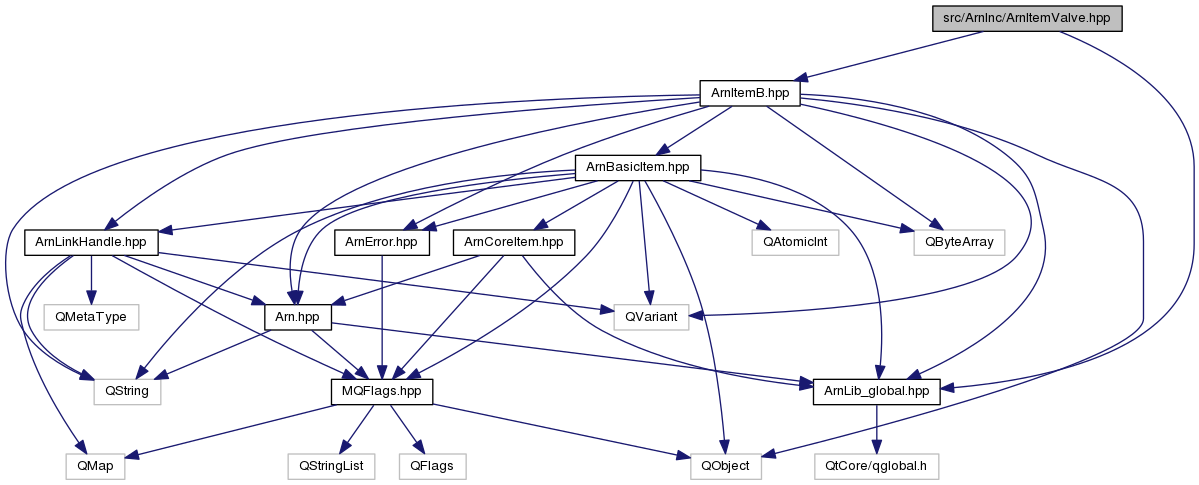 src/ArnInc/ArnItemValve.hpp
ArnItemB.hpp
ArnBasicItem.hpp
ArnLinkHandle.hpp
ArnError.hpp
ArnCoreItem.hpp
QAtomicInt
QByteArray
QMetaType
Arn.hpp
QVariant
QString
MQFlags.hpp
ArnLib_global.hpp
QMap
QStringList
QFlags
QObject
QtCore/qglobal.h